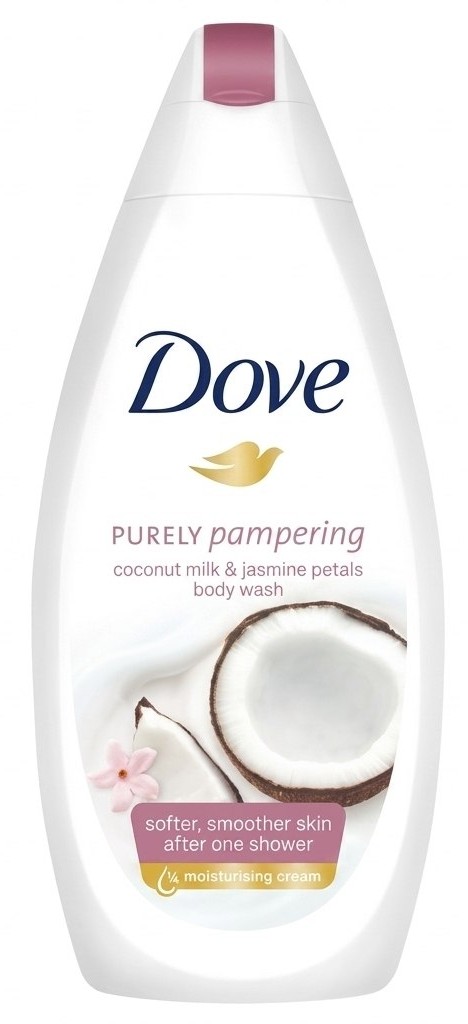 Dove
PURELY pampering
coconut milk & jasmine petals
body wash
softer, smoother skin
after one shower
¼ moisturising cream